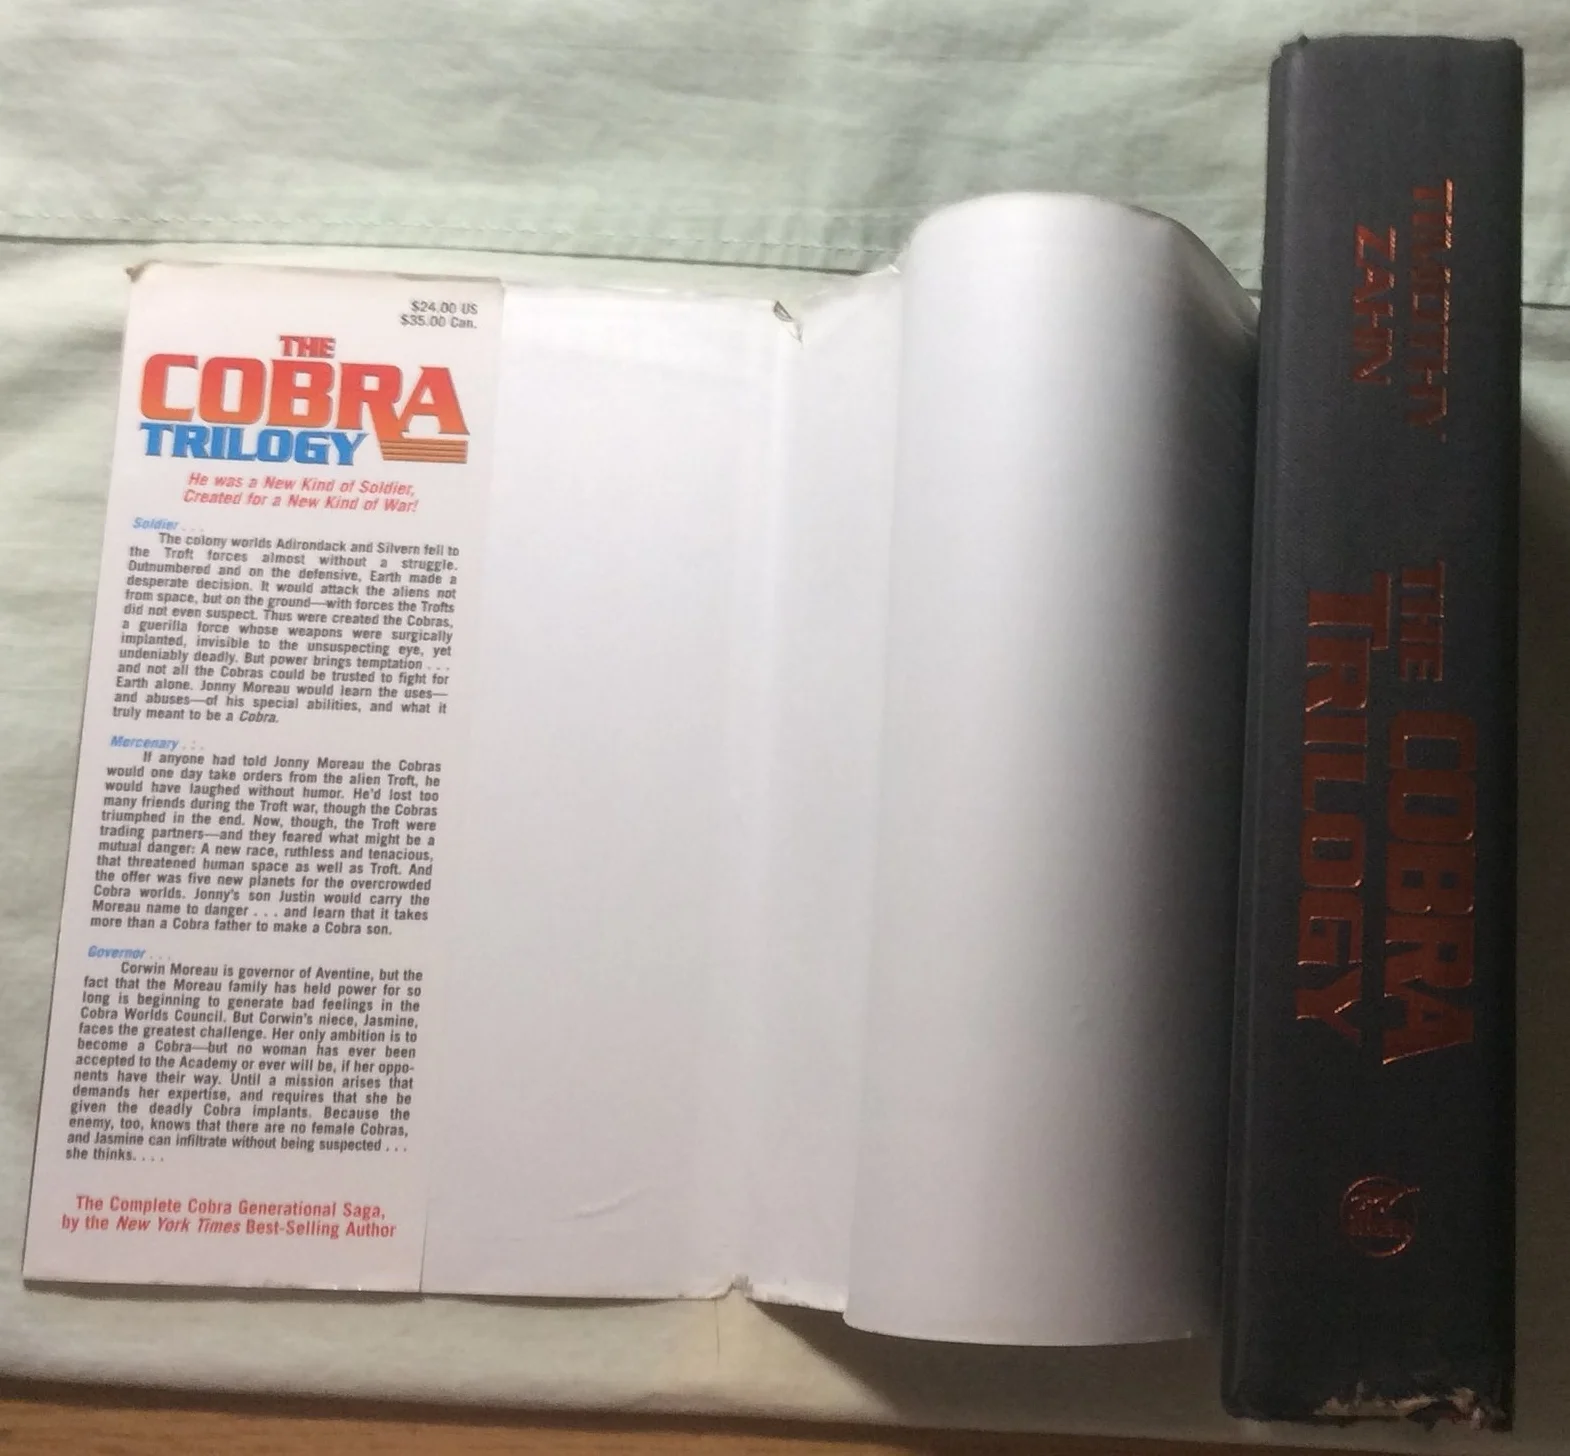 $24.00 US
$35.00 Can.
THE
COBRA
TRILOGY
He was a New Kind of Soldier,
Created for a New Kind of War!
Soldier . . .
The colony worlds Adirondack and Silvern fell to
the Troft forces almost without a struggle.
Outnumbered and on the defensive, Earth made a
desperate decision. It would attack the aliens not
from space, but on the ground—with forces the Trofts
did not even suspect. Thus were created the Cobras,
a guerilla force whose weapons were surgically
implanted, invisible to the unsuspecting eye, yet
undeniably deadly. But power brings temptation . . .
and not all the Cobras could be trusted to fight for
Earth alone. Jonny Moreau would learn the uses—
and abuses—of his special abilities, and what it
truly meant to be a Cobra.
Mercenary . . .
If anyone had told Jonny Moreau the Cobras
would one day take orders from the alien Troft, he
would have laughed without humor. He'd lost too
many friends during the Troft war, though the Cobras
triumphed in the end. Now, though, the Troft were
trading partners—and they feared what might be a
mutual danger: A new race, ruthless and tenacious,
that threatened human space as well as Troft. And
the offer was five new planets for the overcrowded
Cobra worlds. Jonny's son Justin would carry the
Moreau name to danger . . . and learn that it takes
more than a Cobra father to make a Cobra son.
Governor . . .
Corwin Moreau is governor of Aventine, but the
fact that the Moreau family has held power for so
long is beginning to generate bad feelings in the
Cobra Worlds Council. But Corwin's niece, Jasmine,
faces the greatest challenge. Her only ambition is to
become a Cobra—but no woman has ever been
accepted to the Academy or ever will be, if her oppo-
nents have their way. Until a mission arises that
demands her expertise, and requires that she be
given the deadly Cobra implants. Because the
enemy, too, knows that there are no female Cobras,
and Jasmine can infiltrate without being suspected . . .
she thinks. . . .
The Complete Cobra Generational Saga,
by the New York Times Best-Selling Author
TIMOTHY
ZAHN
THE COBRA
TRILOGY